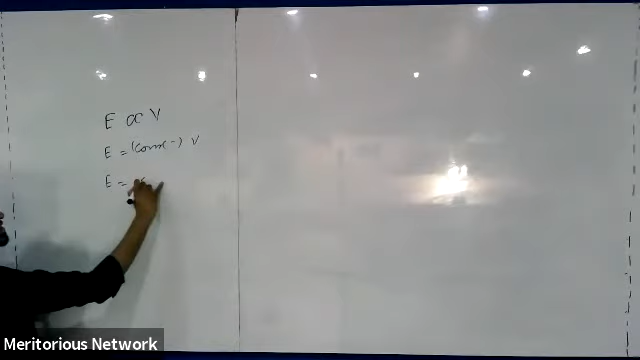 E ∝ V
E = (const) V
E =
Meritorious Network